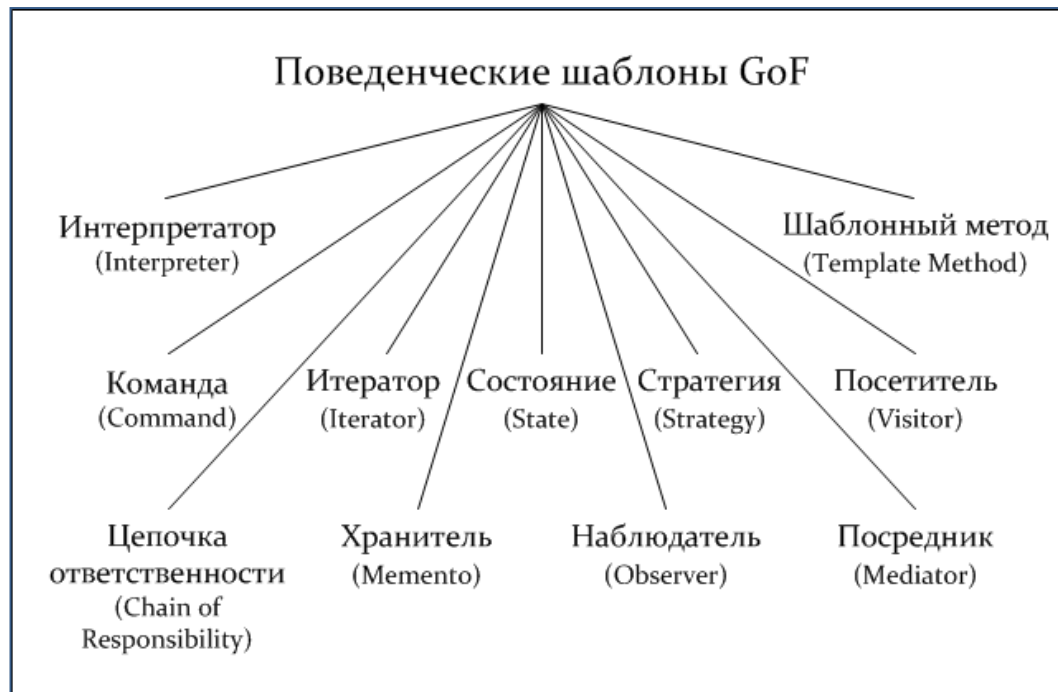 Поведенческие шаблоны GoF
Интерпретатор
(Interpreter)
Шаблонный метод
(Template Method)
Команда
(Command)
Итератор
(Iterator)
Состояние
(State)
Стратегия
(Strategy)
Посетитель
(Visitor)
Цепочка
ответственности
(Chain of
Responsibility)
Хранитель
(Memento)
Наблюдатель
(Observer)
Посредник
(Mediator)